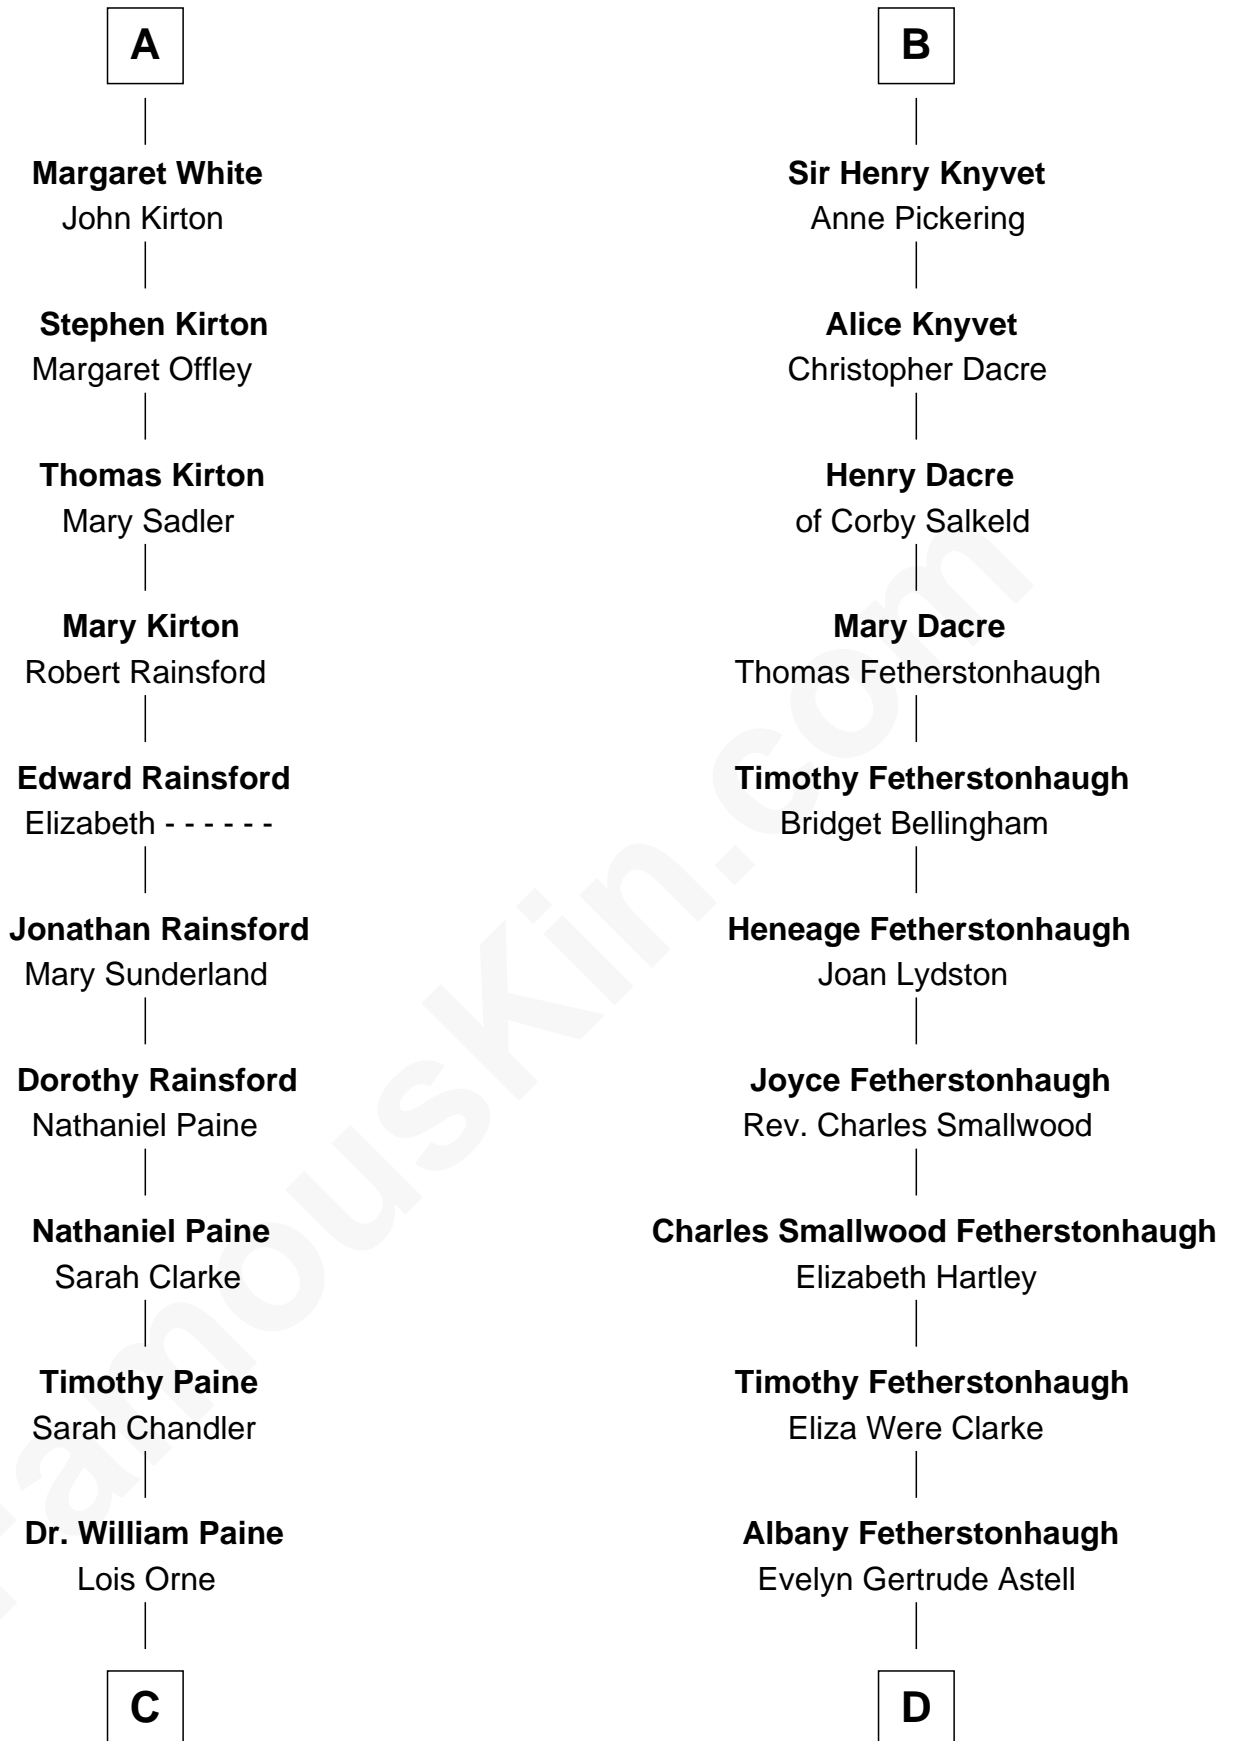 A
Margaret White
John Kirton
Stephen Kirton
Margaret Offley
Thomas Kirton
Mary Sadler
Mary Kirton
Robert Rainsford
Edward Rainsford
Elizabeth - - - - - -
Jonathan Rainsford
Mary Sunderland
Dorothy Rainsford
Nathaniel Paine
Nathaniel Paine
Sarah Clarke
Timothy Paine
Sarah Chandler
Dr. William Paine
Lois Orne
C
B
Sir Henry Knyvet
Anne Pickering
Alice Knyvet
Christopher Dacre
Henry Dacre
of Corby Salkeld
Mary Dacre
Thomas Fetherstonhaugh
Timothy Fetherstonhaugh
Bridget Bellingham
Heneage Fetherstonhaugh
Joan Lydston
Joyce Fetherstonhaugh
Rev. Charles Smallwood
Charles Smallwood Fetherstonhaugh
Elizabeth Hartley
Timothy Fetherstonhaugh
Eliza Were Clarke
Albany Fetherstonhaugh
Evelyn Gertrude Astell
D
FamousKin.com